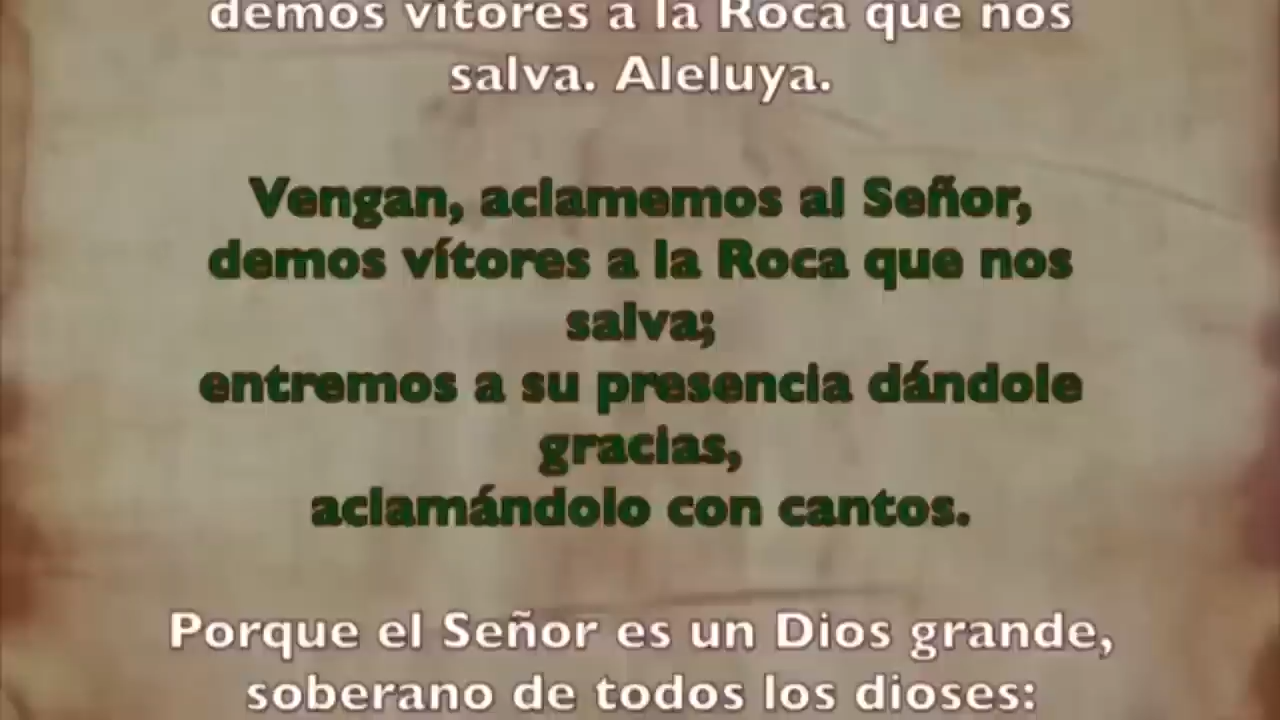 demos vítores a la Roca que nos
salva. Aleluya.
Vengan, aclamemos al Señor,
demos vítores a la Roca que nos
salva;
entremos a su presencia dándole
gracias,
aclamándolo con cantos.
Porque el Señor es un Dios grande,
soberano de todos los dioses: